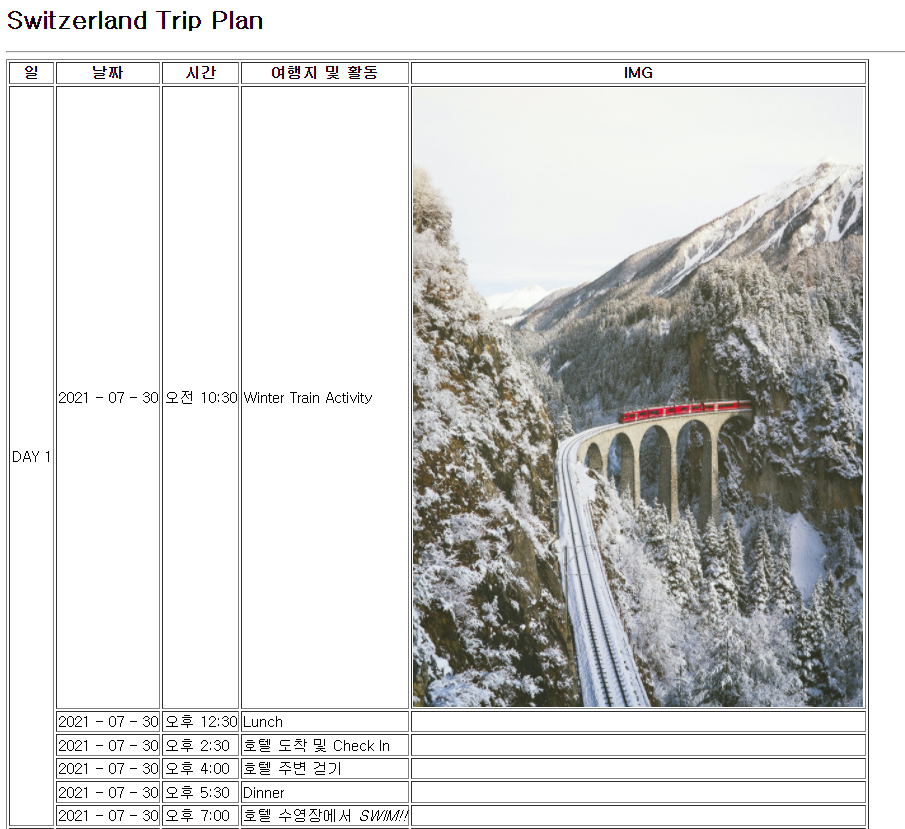 Switzerland Trip Plan
일 날짜 시간 여행지 및 활동 IMG
DAY 1
2021 - 07 - 30 오전 10:30 Winter Train Activity
2021 - 07 - 30 오후 12:30 Lunch
2021 - 07 - 30 오후 2:30 호텔 도착 및 Check In
2021 - 07 - 30 오후 4:00 호텔 주변 걷기
2021 - 07 - 30 오후 5:30 Dinner
2021 - 07 - 30 오후 7:00 호텔 수영장에서 SWIM!!